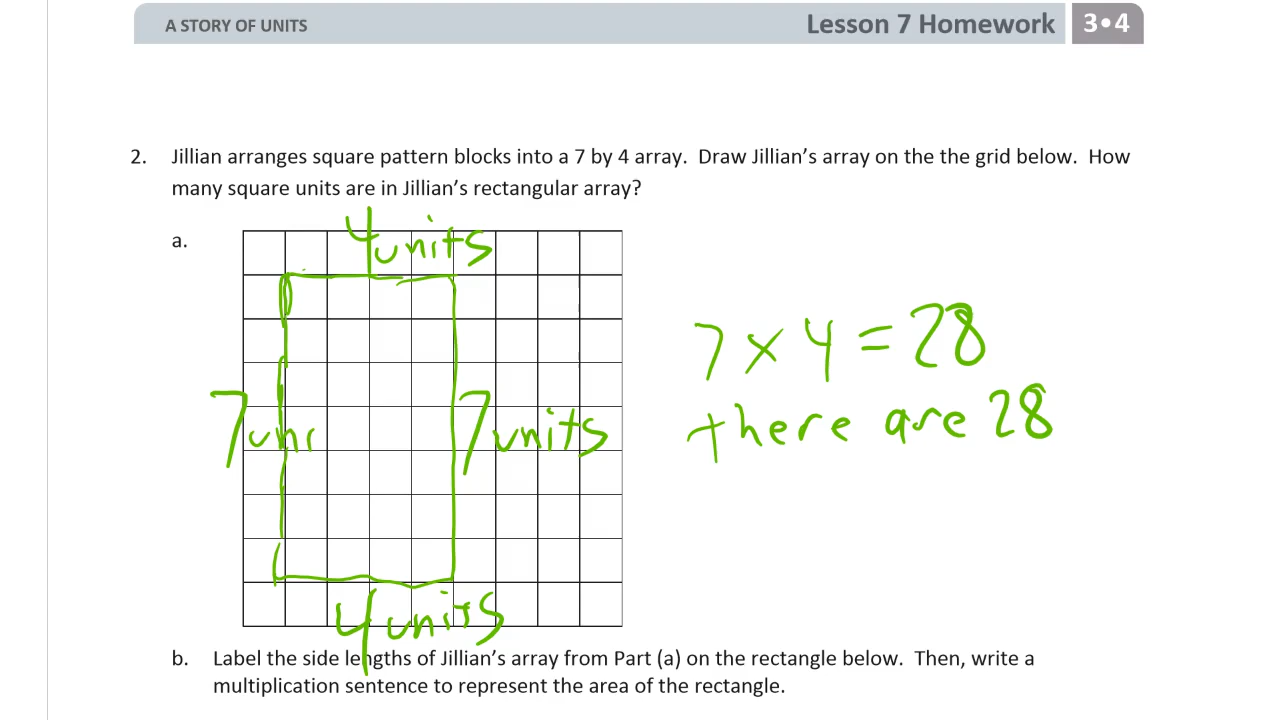 A STORY OF UNITS
Lesson 7 Homework 3•4
2. Jillian arranges square pattern blocks into a 7 by 4 array. Draw Jillian's array on the the grid below. How
many square units are in Jillian's rectangular array?
a.
4 units
7 uni
7 units
4 units
7 × 4 = 28
there are 28
b. Label the side lengths of Jillian's array from Part (a) on the rectangle below. Then, write a
multiplication sentence to represent the area of the rectangle.